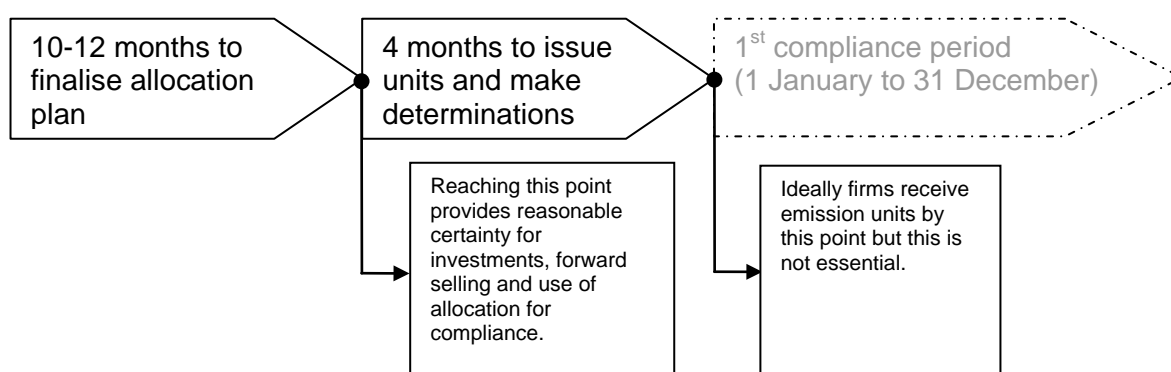 10-12 months to
finalise allocation
plan
4 months to issue
units and make
determinations
1st compliance period
(1 January to 31 December)
Reaching this point
provides reasonable
certainty for
investments, forward
selling and use of
allocation for
compliance.
Ideally firms receive
emission units by
this point but this is
not essential.